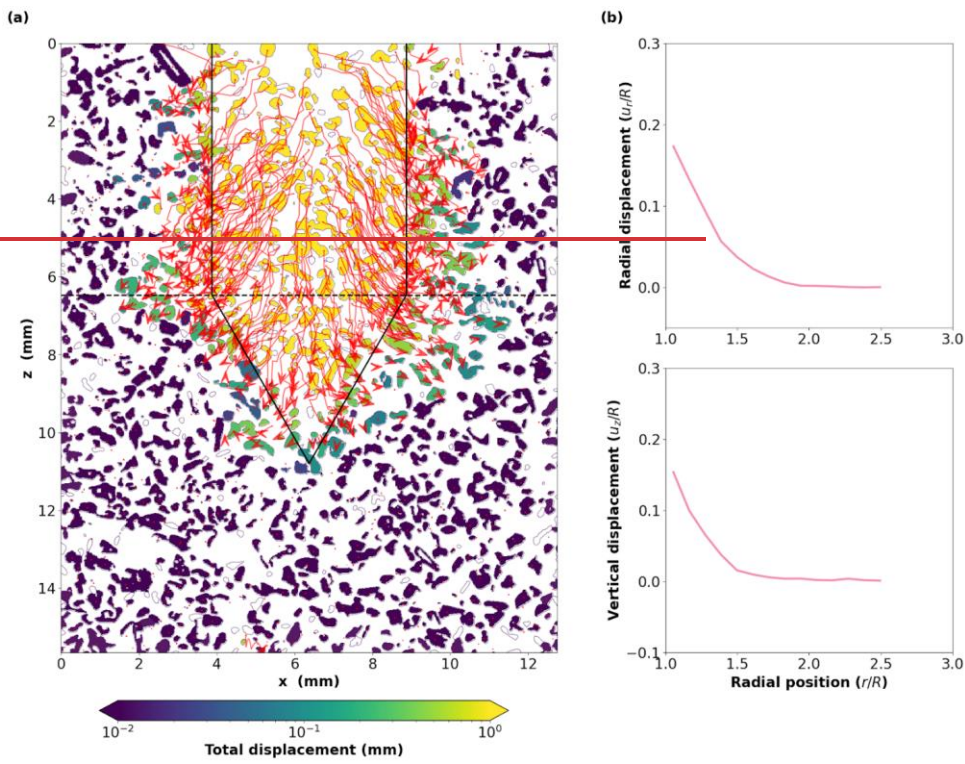 (a)
0
2
4
6
8
10
12
14
z (mm)
0 2 4 6 8 10 12
x (mm)
10⁻² 10⁻¹ 10⁰
Total displacement (mm)
(b)
0.3
0.2
0.1
0.0
Radial displacement (uᵣ/R)
1.0 1.5 2.0 2.5 3.0
0.3
0.2
0.1
0.0
−0.1
Vertical displacement (u_z/R)
1.0 1.5 2.0 2.5 3.0
Radial position (r/R)